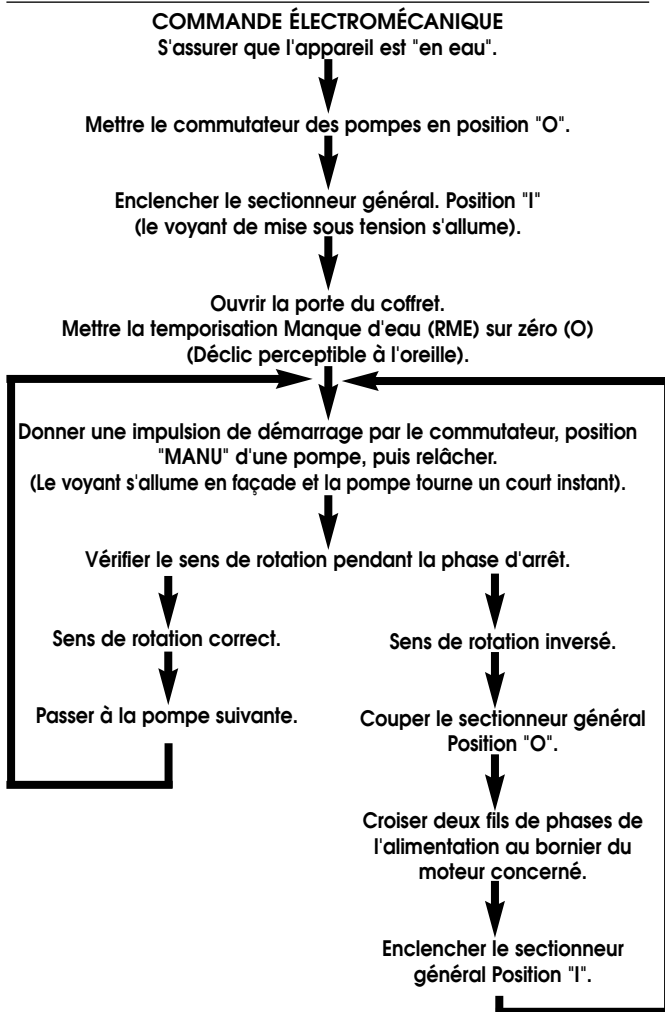 COMMANDE ÉLECTROMÉCANIQUE
S'assurer que l'appareil est "en eau".
Mettre le commutateur des pompes en position "O".
Enclencher le sectionneur général. Position "I"
(le voyant de mise sous tension s'allume).
Ouvrir la porte du coffret.
Mettre la temporisation Manque d'eau (RME) sur zéro (O)
(Déclic perceptible à l'oreille).
Donner une impulsion de démarrage par le commutateur, position
"MANU" d'une pompe, puis relâcher.
(Le voyant s'allume en façade et la pompe tourne un court instant).
Vérifier le sens de rotation pendant la phase d'arrêt.
Sens de rotation correct.
Passer à la pompe suivante.
Sens de rotation inversé.
Couper le sectionneur général
Position "O".
Croiser deux fils de phases de
l'alimentation au bornier du
moteur concerné.
Enclencher le sectionneur
général Position "I".